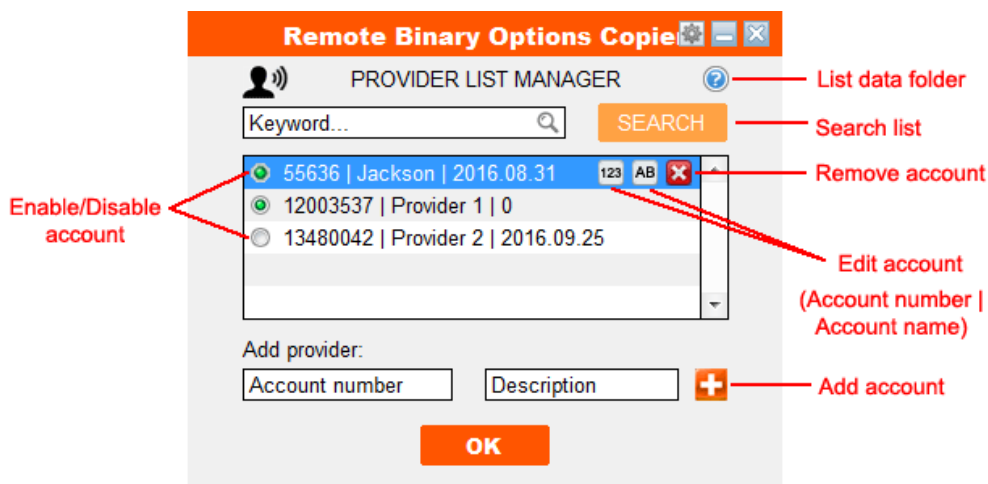 Remote Binary Options Copie
PROVIDER LIST MANAGER
List data folder
Keyword...
SEARCH
Search list
55636 | Jackson | 2016.08.31
123
AB
Remove account
12003537 | Provider 1 | 0
Enable/Disable
account
13480042 | Provider 2 | 2016.09.25
Edit account
(Account number |
Account name)
Add provider:
Account number
Description
Add account
OK